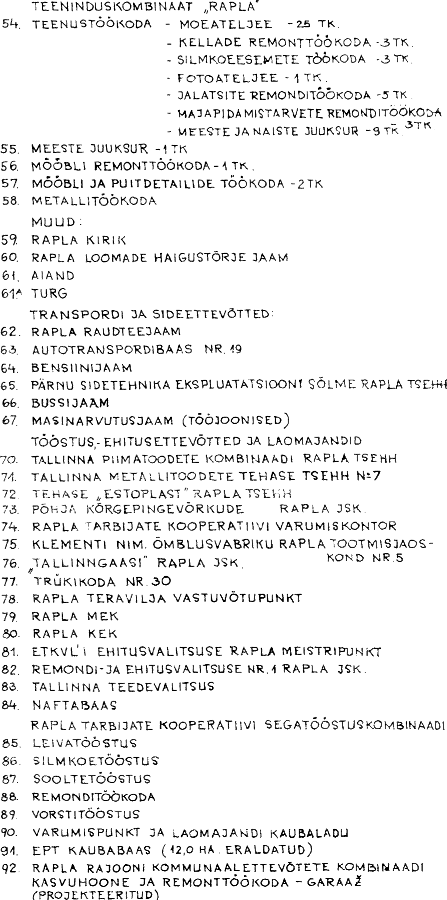 TEENINDUSKOMBINAAT „RAPLA"
54. TEENUSTÖÖKODA - MOEATELJEE - 25 TK.
- KELLADE REMONTTÖÖKODA - 3 TK.
- SILMKOEESEMETE TÖÖKODA - 3 TK.
- FOTOATELJEE - 1 TK.
- JALATSITE REMONDITÖÖKODA - 5 TK.
- MAJAPIDAMISTARVETE REMONDITÖÖKODA 3 TK
- MEESTE JA NAISTE JUUKSUR - 9 TK.
55. MEESTE JUUKSUR - 1 TK
56. MÖÖBLI REMONTTÖÖKODA - 1 TK.
57. MÖÖBLI JA PUITDETAILIDE TÖÖKODA - 2 TK
58. METALLITÖÖKODA
MUUD:
59. RAPLA KIRIK
60. RAPLA LOOMADE HAIGUSTÕRJE JAAM
61. AIAND
61A TURG
TRANSPORDI JA SIDEETTEVÕTTED:
62. RAPLA RAUDTEEJAAM
63. AUTOTRANSPORDIBAAS NR. 19
64. BENSIINIJAAM
65. PÄRNU SIDETEHNIKA EKSPLUATATSIOONI SÕLME RAPLA TSEHH
66. BUSSIJAAM
67. MASINARVUTUSJAAM (TÖÖJOONISED)
TÖÖSTUS-, EHITUSETTEVÕTTED JA LAOMAJANDID
70. TALLINNA PIIMATOODETE KOMBINAADI RAPLA TSEHH
71. TALLINNA METALLITOODETE TEHASE TSEHH N=7
72. TEHASE „ESTOPLAST" RAPLA TSEHH
73. PÕHJA KÕRGEPINGEVÕRKUDE RAPLA JSK.
74. RAPLA TARBIJATE KOOPERATIIVI VARUMISKONTOR
75. KLEMENTI NIM. ÕMBLUSVABRIKU RAPLA TOOTMISJAOS-
KOND NR.5
76. „TALLINNGAASI" RAPLA JSK.
77. TRÜKIKODA NR. 30
78. RAPLA TERAVILJA VASTUVÕTUPUNKT
79. RAPLA MEK
80. RAPLA KEK
81. ETKVL'I EHITUSVALITSUSE RAPLA MEISTRIPUNKT
82. REMONDI- JA EHITUSVALITSUSE NR. 1 RAPLA JSK.
83. TALLINNA TEEDEVALITSUS
84. NAFTABAAS
RAPLA TARBIJATE KOOPERATIIVI SEGATÖÖSTUSKOMBINAADI
85. LEIVATÖÖSTUS
86. SILMKOETÖÖSTUS
87. SOOLTETÖÖSTUS
88. REMONDITÖÖKODA
89. VORSTITÖÖSTUS
90. VARUMISPUNKT JA LAOMAJANDI KAUBALADU
91. EPT KAUBABAAS (12,0 HA. ERALDATUD)
92. RAPLA RAJOONI KOMMUNAALETTEVÕTETE KOMBINAADI
KASVUHOONE JA REMONTTÖÖKODA - GARAAŽ
(PROJEKTEERITUD)